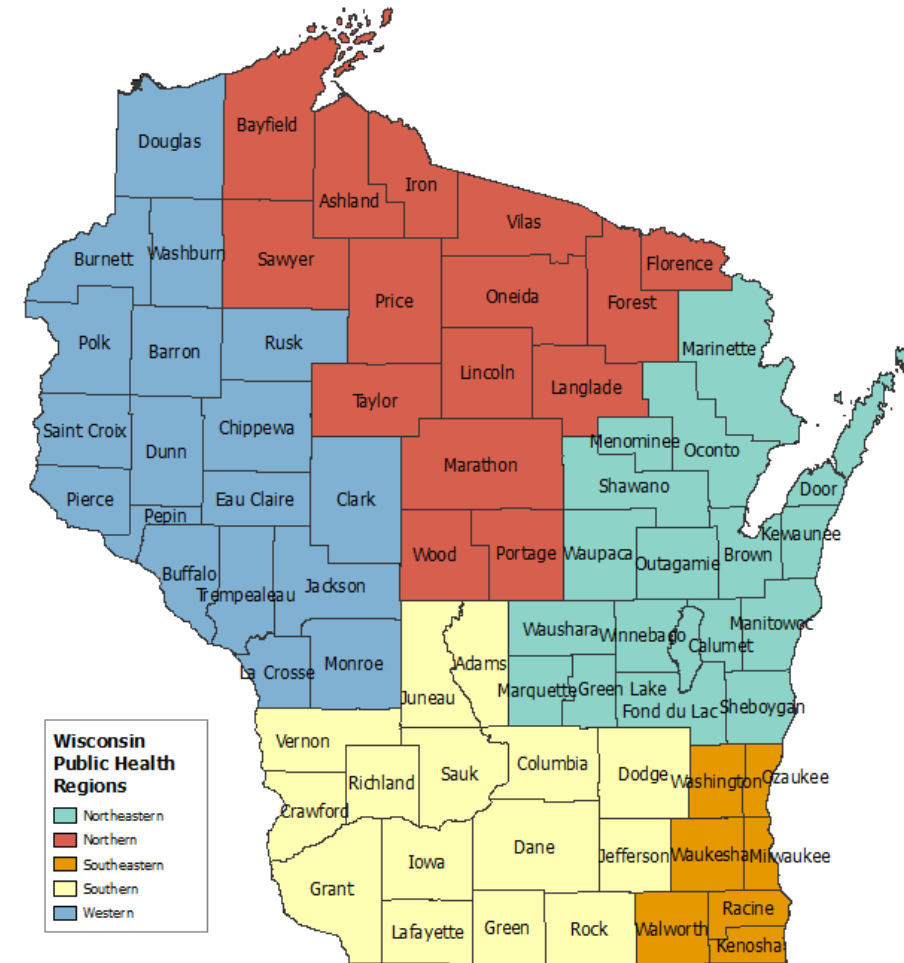 Douglas
Bayfield
Ashland
Iron
Vilas
Burnett
Washburn
Sawyer
Price
Oneida
Forest
Florence
Polk
Barron
Rusk
Taylor
Lincoln
Langlade
Marinette
Saint Croix
Dunn
Chippewa
Marathon
Menominee
Oconto
Shawano
Pierce
Pepin
Eau Claire
Clark
Wood
Portage
Waupaca
Outagamie
Brown
Door
Kewaunee
Buffalo
Trempealeau
Jackson
Waushara
Winnebago
Calumet
Manitowoc
La Crosse
Monroe
Juneau
Adams
Marquette
Green Lake
Fond du Lac
Sheboygan
Vernon
Richland
Sauk
Columbia
Dodge
Washington
Ozaukee
Crawford
Grant
Iowa
Dane
Jefferson
Waukesha
Milwaukee
Lafayette
Green
Rock
Walworth
Racine
Kenosha
Wisconsin
Public Health
Regions
Northeastern
Northern
Southeastern
Southern
Western